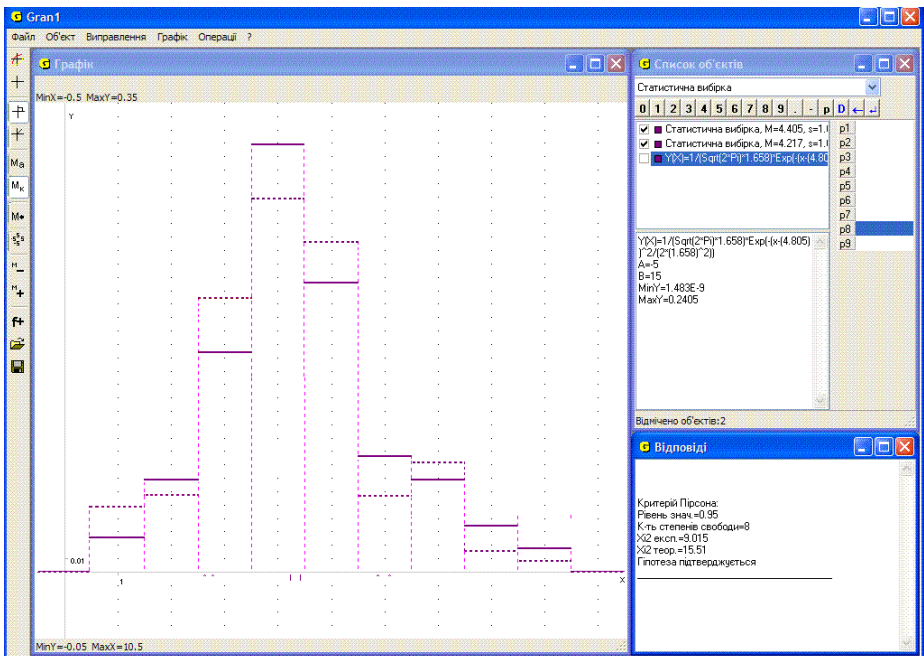 Gran1
Файл Об'єкт Виправлення Графік Операції ?
Графік
MinX=-0.5 MaxY=0.35
Y
0.01
1
X
MinY=-0.05 MaxX=10.5
Ма
Мк
М
М
М
f+
Список об'єктів
Статистична вибірка
0 1 2 3 4 5 6 7 8 9 . - p D ← ↵
Статистична вибірка, M=4.405, s=1.
Статистична вибірка, M=4.217, s=1.
Y(X)=1/(Sqrt(2*Pi)*1.658)*Exp(-(x-(4.80
p1
p2
p3
p4
p5
p6
p7
p8
p9
Y(X)=1/(Sqrt(2*Pi)*1.658)*Exp(-(x-(4.805)
)^2/(2*(1.658)^2))
A=-5
B=15
MinY=1.483E-9
MaxY=0.2405
Відмічено об'єктів:2
Відповіді
Критерій Пірсона:
Рівень знач.=0.95
К-ть степенів свободи=8
Xi2 експ.=9.015
Xi2 теор.=15.51
Гіпотеза підтверджується